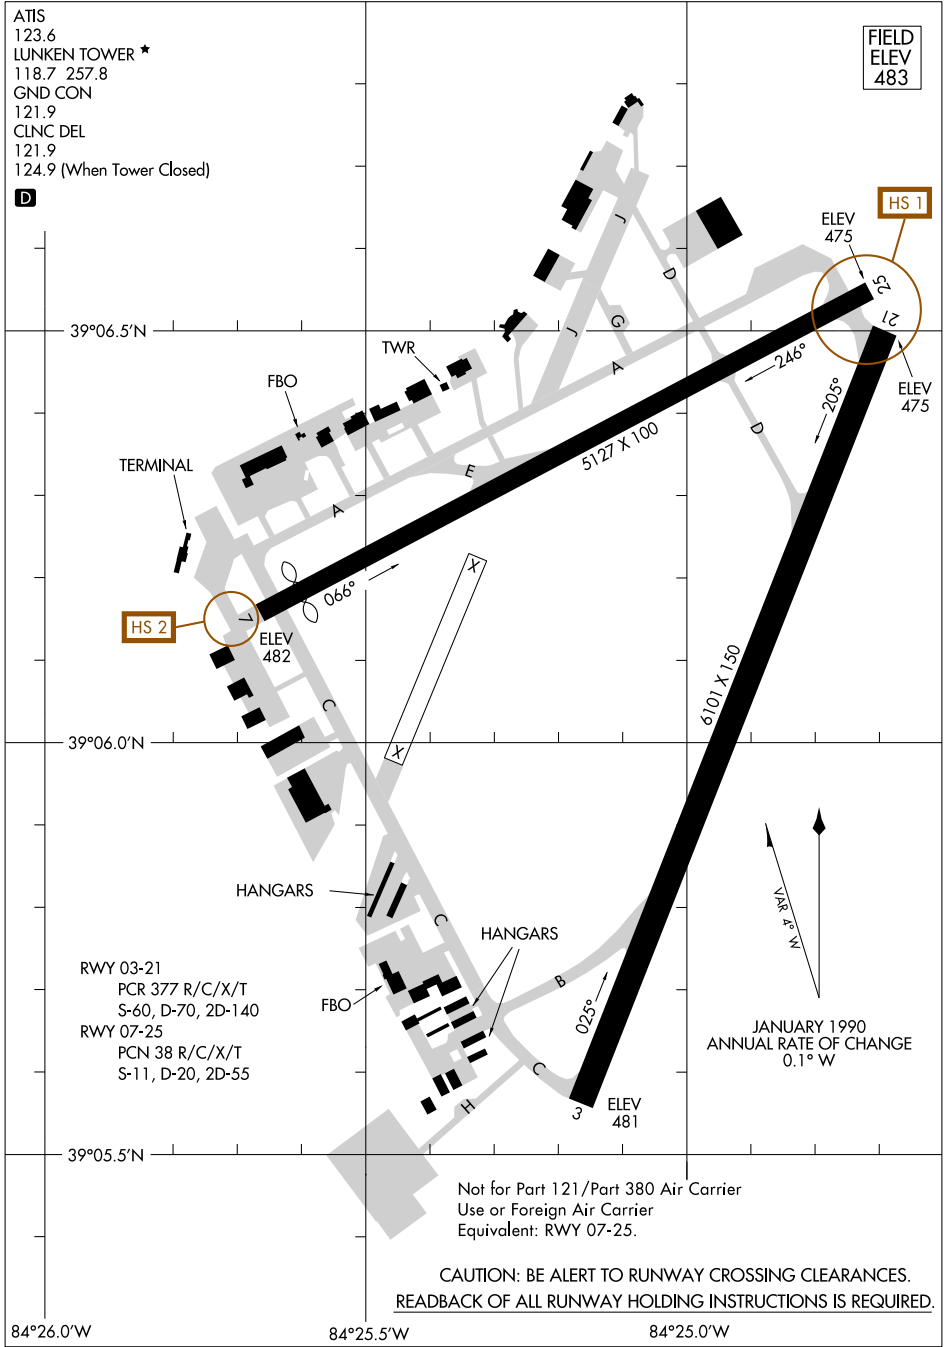 ATIS
123.6
LUNKEN TOWER ★
118.7 257.8
GND CON
121.9
CLNC DEL
121.9
124.9 (When Tower Closed)
D
FIELD
ELEV
483
HS 1
ELEV
475
25
21
ELEV
475
J
D
39°06.5'N
TWR
G
J
A
246°
FBO
205°
D
5127 X 100
TERMINAL
E
A
X
066°
HS 2
7
ELEV
482
C
6101 X 150
39°06.0'N
X
VAR 4° W
HANGARS
C
HANGARS
RWY 03-21
PCR 377 R/C/X/T
S-60, D-70, 2D-140
RWY 07-25
PCN 38 R/C/X/T
S-11, D-20, 2D-55
FBO
B
025°
JANUARY 1990
ANNUAL RATE OF CHANGE
0.1° W
C
H
3
ELEV
481
39°05.5'N
Not for Part 121/Part 380 Air Carrier
Use or Foreign Air Carrier
Equivalent: RWY 07-25.
CAUTION: BE ALERT TO RUNWAY CROSSING CLEARANCES.
READBACK OF ALL RUNWAY HOLDING INSTRUCTIONS IS REQUIRED.
84°26.0'W
84°25.5'W
84°25.0'W